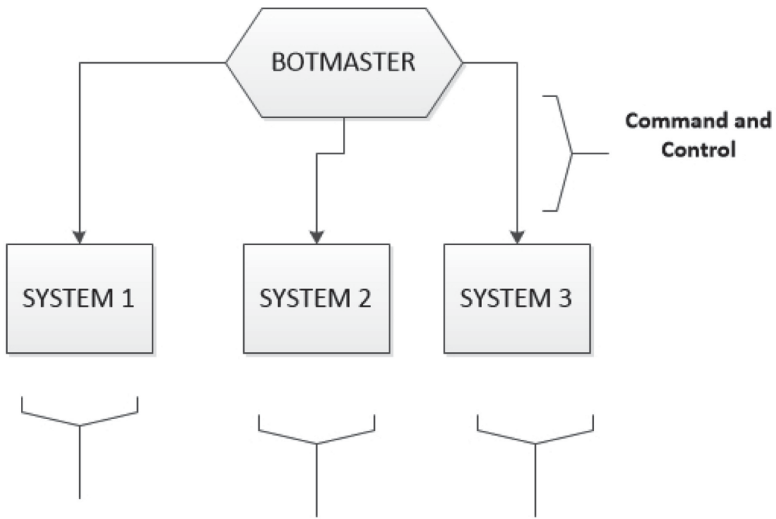 BOTMASTER
Command and
Control
SYSTEM 1
SYSTEM 2
SYSTEM 3